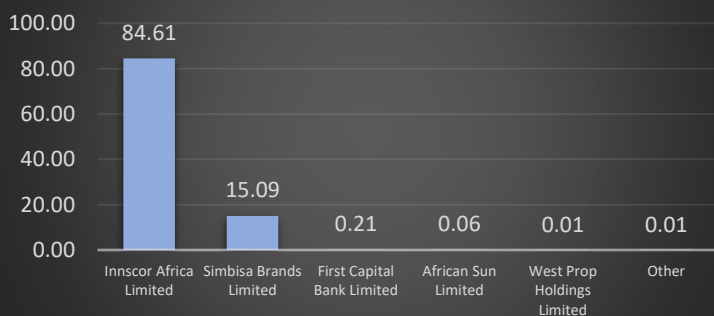 100.00
80.00
60.00
40.00
20.00
0.00
84.61
15.09
0.21
0.06
0.01
0.01
Innscor Africa
Limited
Simbisa Brands
Limited
First Capital
Bank Limited
African Sun
Limited
West Prop
Holdings
Limited
Other